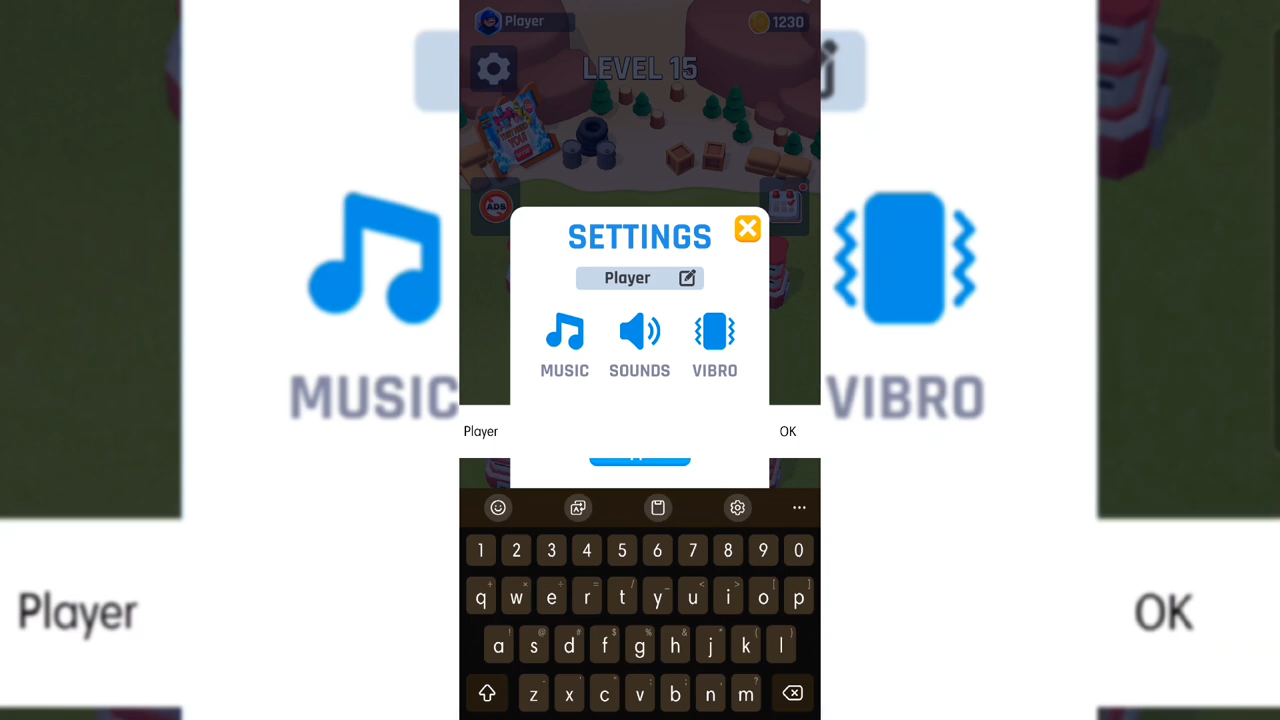 Player
1230
LEVEL 15
ADS
SETTINGS
Player
MUSIC
SOUNDS
VIBRO
MUSIC
VIBRO
Player
OK
Player
OK
1 2 3 4 5 6 7 8 9 0
q w e r t y u i o p
a s d f g h j k l
z x c v b n m